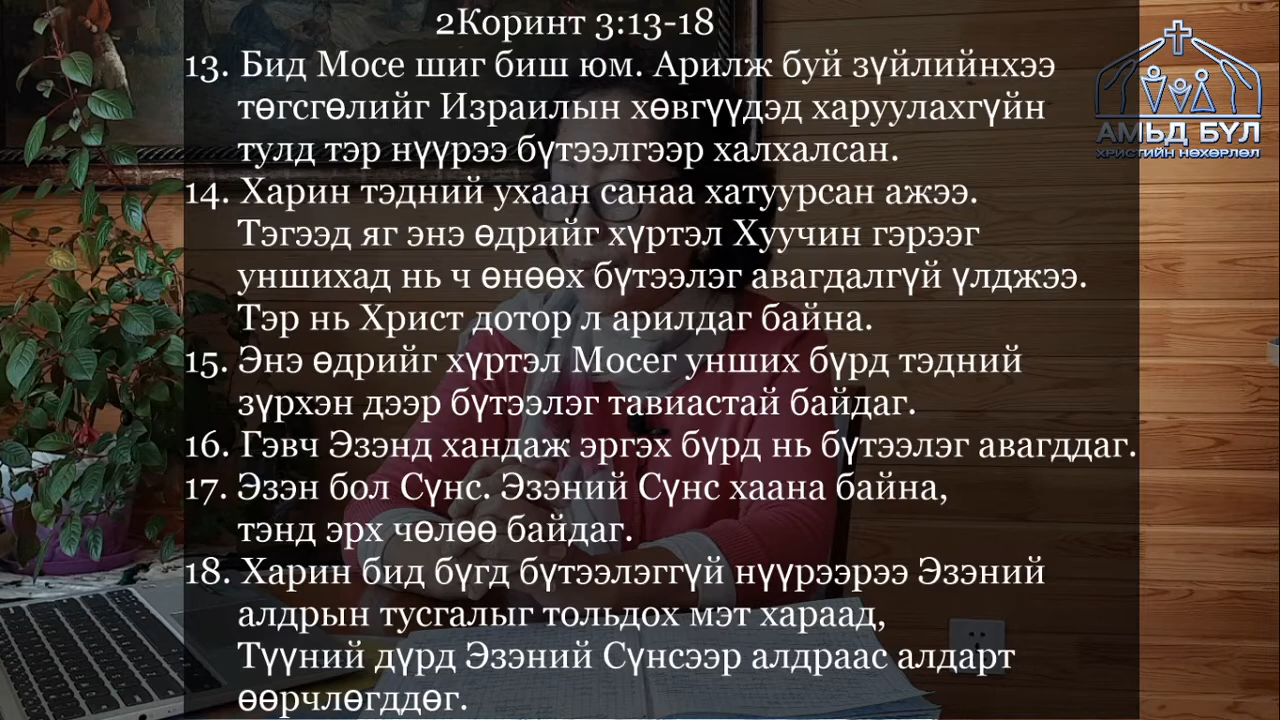 2Коринт 3:13-18
13. Бид Мосе шиг биш юм. Арилж буй зүйлийнхээ
төгсгөлийг Израилын хөвгүүдэд харуулахгүйн
тулд тэр нүүрээ бүтээлгээр халхалсан.
14. Харин тэдний ухаан санаа хатуурсан ажээ.
Тэгээд яг энэ өдрийг хүртэл Хуучин гэрээг
уншихад нь ч өнөөх бүтээлэг авагдалгүй үлджээ.
Тэр нь Христ дотор л арилдаг байна.
15. Энэ өдрийг хүртэл Мосег унших бүрд тэдний
зүрхэн дээр бүтээлэг тавиастай байдаг.
16. Гэвч Эзэнд хандаж эргэх бүрд нь бүтээлэг авагддаг.
17. Эзэн бол Сүнс. Эзэний Сүнс хаана байна,
тэнд эрх чөлөө байдаг.
18. Харин бид бүгд бүтээлэггүй нүүрээрээ Эзэний
алдрын тусгалыг тольдох мэт хараад,
Түүний дүрд Эзэний Сүнсээр алдраас алдарт
өөрчлөгддөг.
АМЬД БҮЛ
ХРИСТИЙН НӨХӨРЛӨЛ